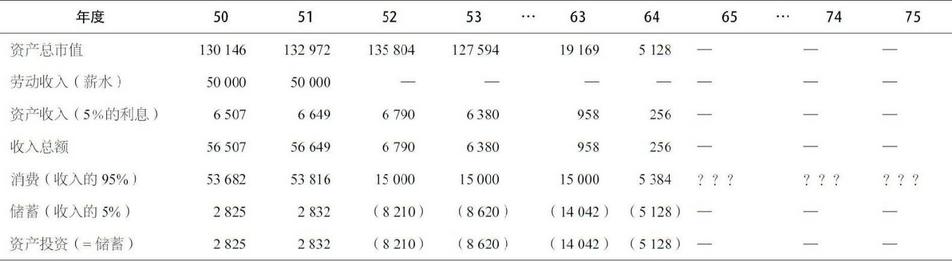 年度 50 51 52 53 … 63 64 65 … 74 75
资产总市值 130 146 132 972 135 804 127 594 19 169 5 128 — — —
劳动收入（薪水） 50 000 50 000 — — — — — — —
资产收入（5%的利息） 6 507 6 649 6 790 6 380 958 256 — — —
收入总额 56 507 56 649 6 790 6 380 958 256 — — —
消费（收入的 95%） 53 682 53 816 15 000 15 000 15 000 5 384 ? ? ? ? ? ? ? ? ?
储蓄（收入的 5%） 2 825 2 832 （8 210） （8 620） （14 042） （5 128） — — —
资产投资（=储蓄） 2 825 2 832 （8 210） （8 620） （14 042） （5 128） — — —